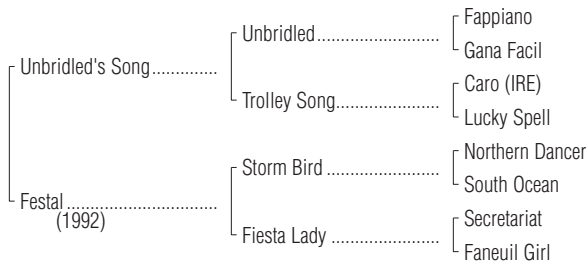 Fappiano
Unbridled....................
Gana Facil
Unbridled's Song.............
Caro (IRE)
Trolley Song.................
Lucky Spell
Northern Dancer
Storm Bird ...................
South Ocean
Festal ..............................
(1992)
Secretariat
Fiesta Lady ..................
Faneuil Girl